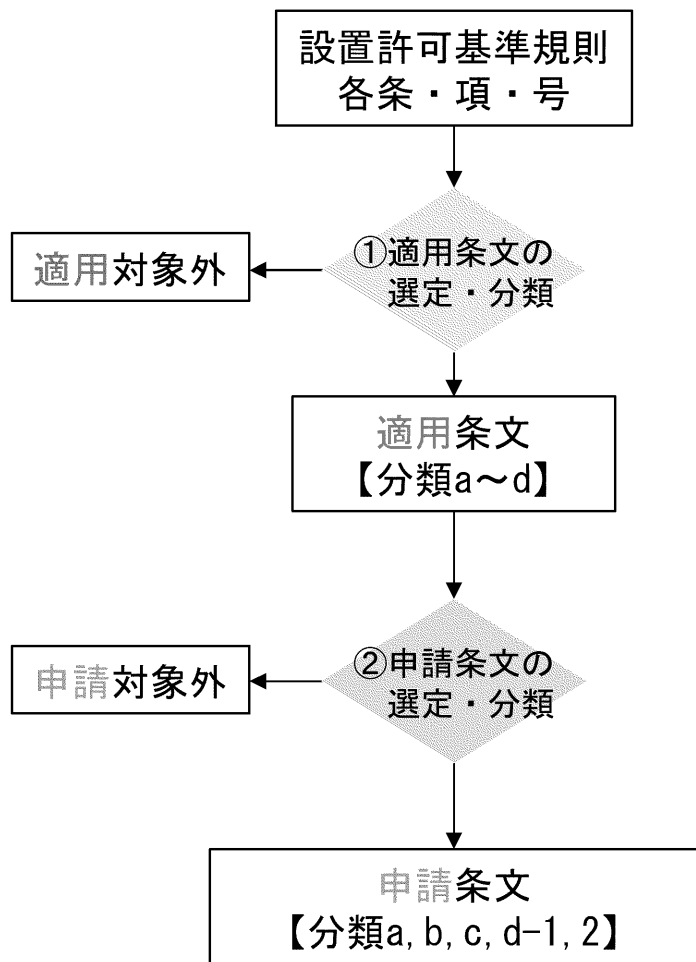 設置許可基準規則
各条・項・号
①適用条文の
選定・分類
適用対象外
適用条文
【分類a～d】
②申請条文の
選定・分類
申請対象外
申請条文
【分類a, b, c, d-1, 2】